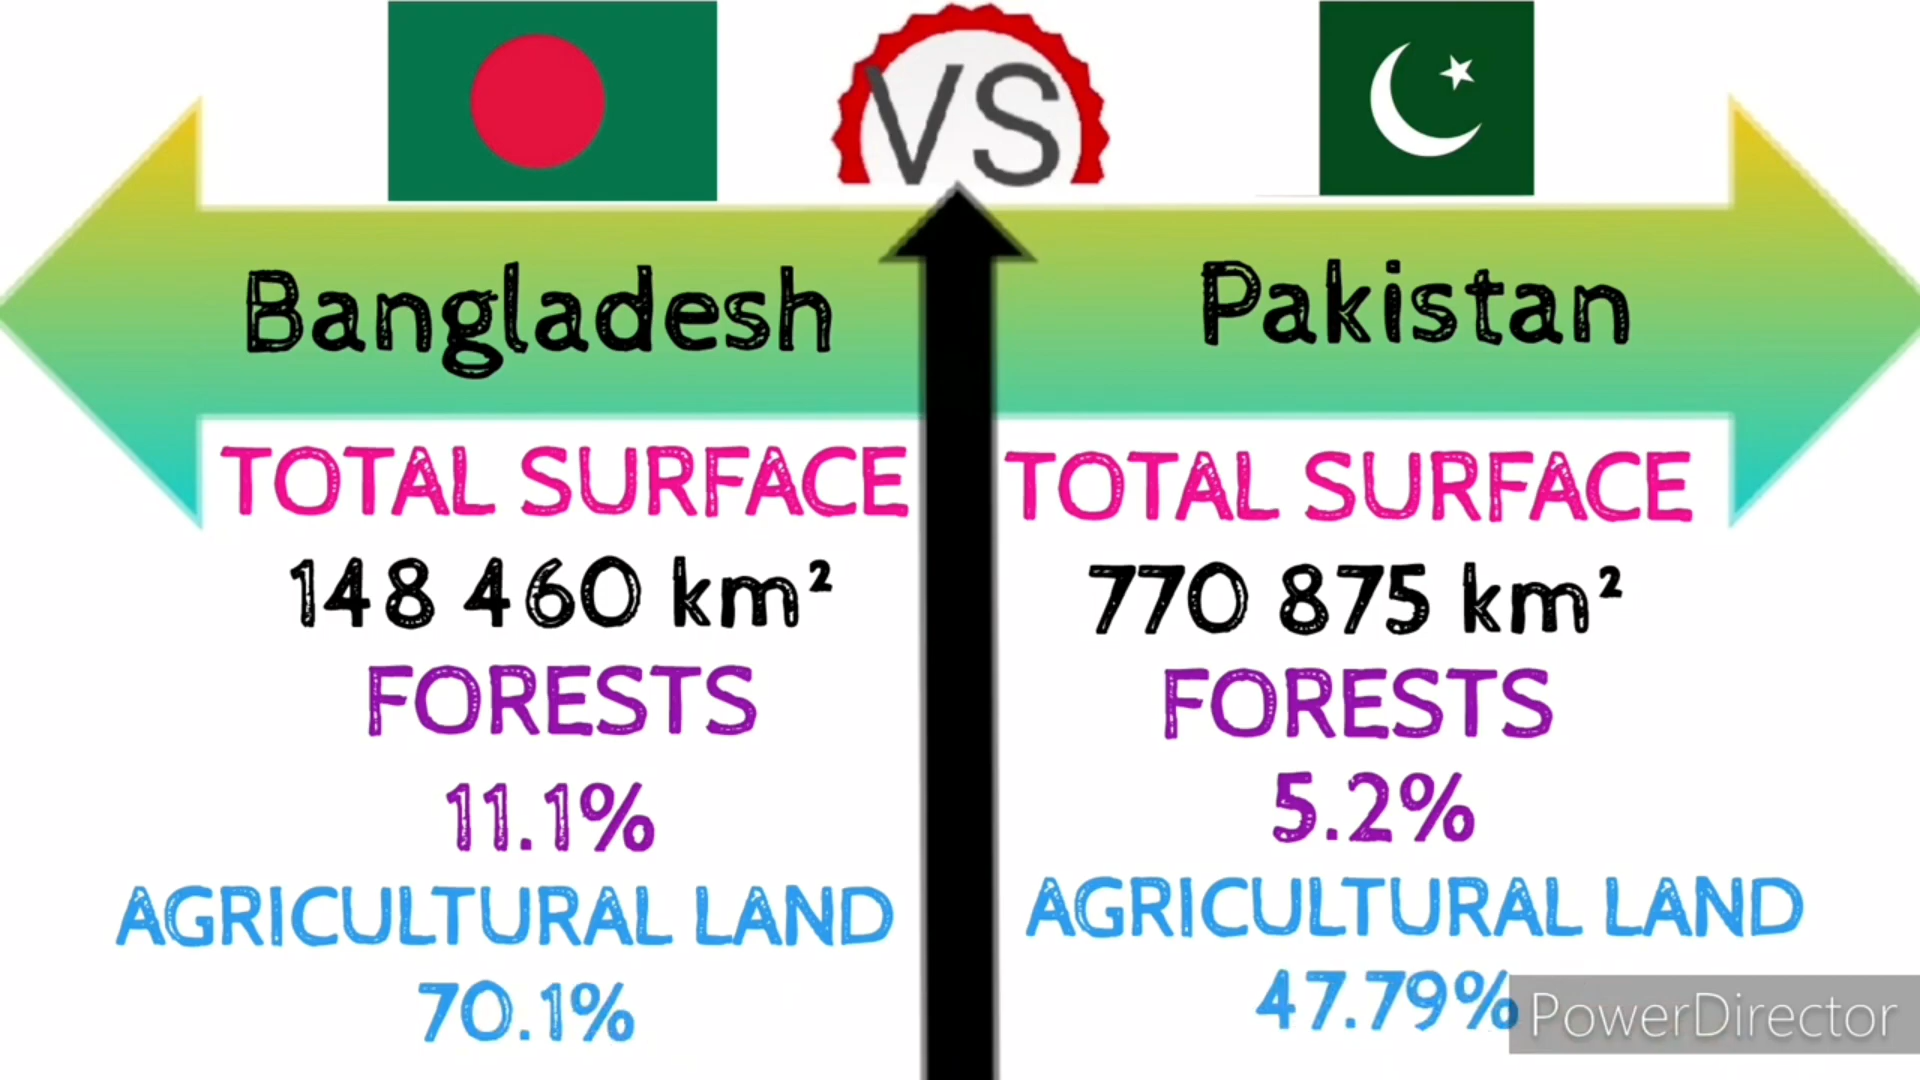 VS
Bangladesh
TOTAL SURFACE
148 460 km²
FORESTS
11.1%
AGRICULTURAL LAND
70.1%
Pakistan
TOTAL SURFACE
770 875 km²
FORESTS
5.2%
AGRICULTURAL LAND
47.79%
PowerDirector